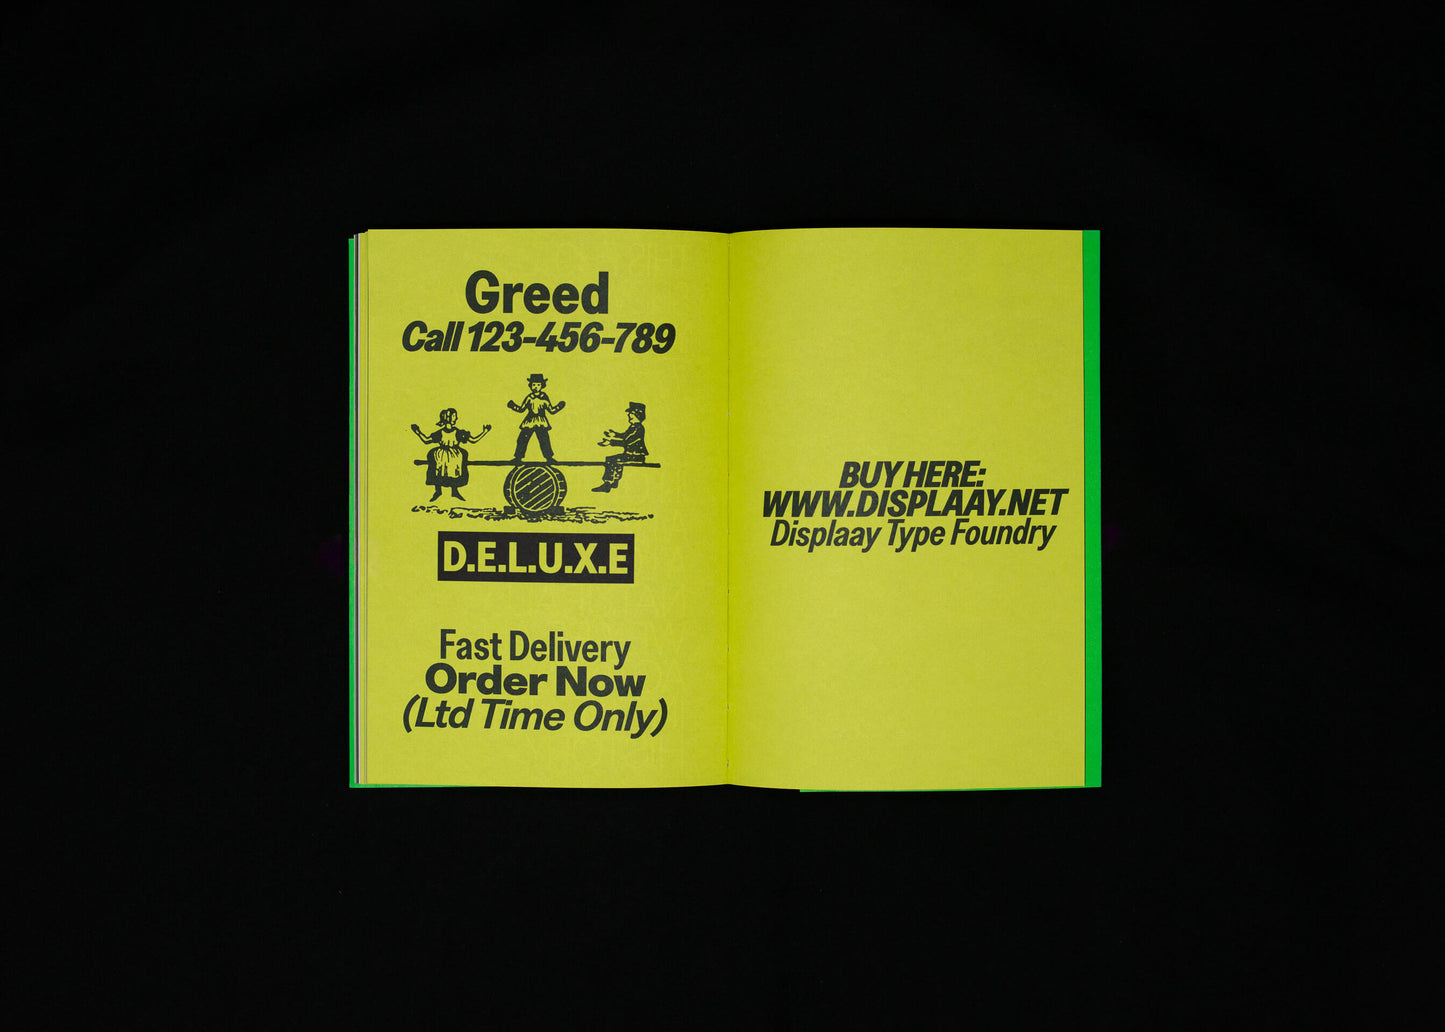 Greed
Call 123-456-789
D.E.L.U.X.E
Fast Delivery
Order Now
(Ltd Time Only)
BUY HERE:
WWW.DISPLAAY.NET
Displaay Type Foundry